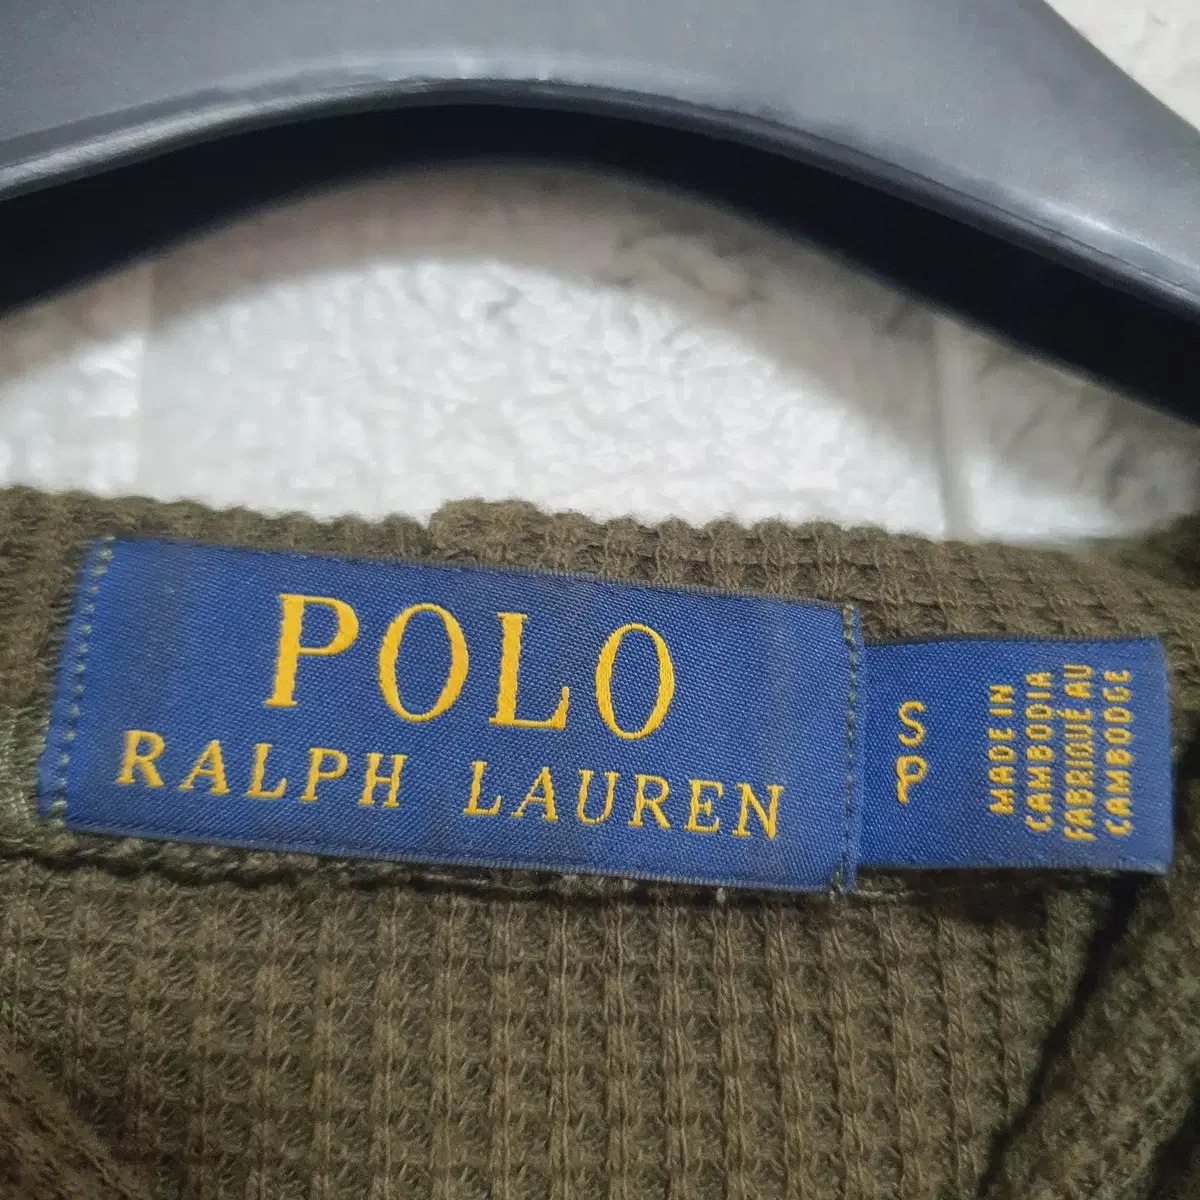 POLO
RALPH LAUREN
S
P
MADE IN
CAMBODIA
FABRIQUÉ AU
CAMBODGE